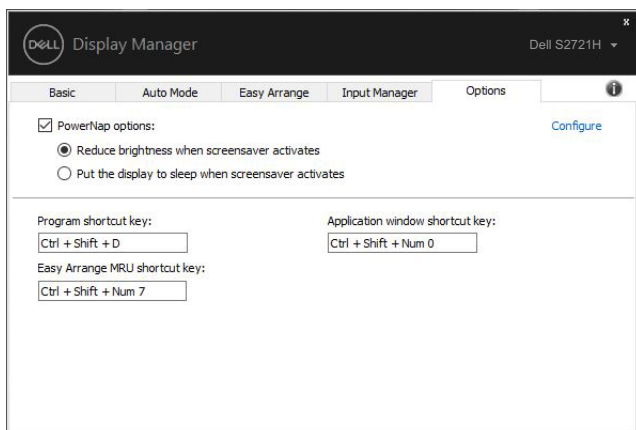 x
DELL Display Manager Dell S2721H
Basic Auto Mode Easy Arrange Input Manager Options
PowerNap options: Configure
Reduce brightness when screensaver activates
Put the display to sleep when screensaver activates
Program shortcut key: Application window shortcut key:
Ctrl + Shift + D Ctrl + Shift + Num 0
Easy Arrange MRU shortcut key:
Ctrl + Shift + Num 7